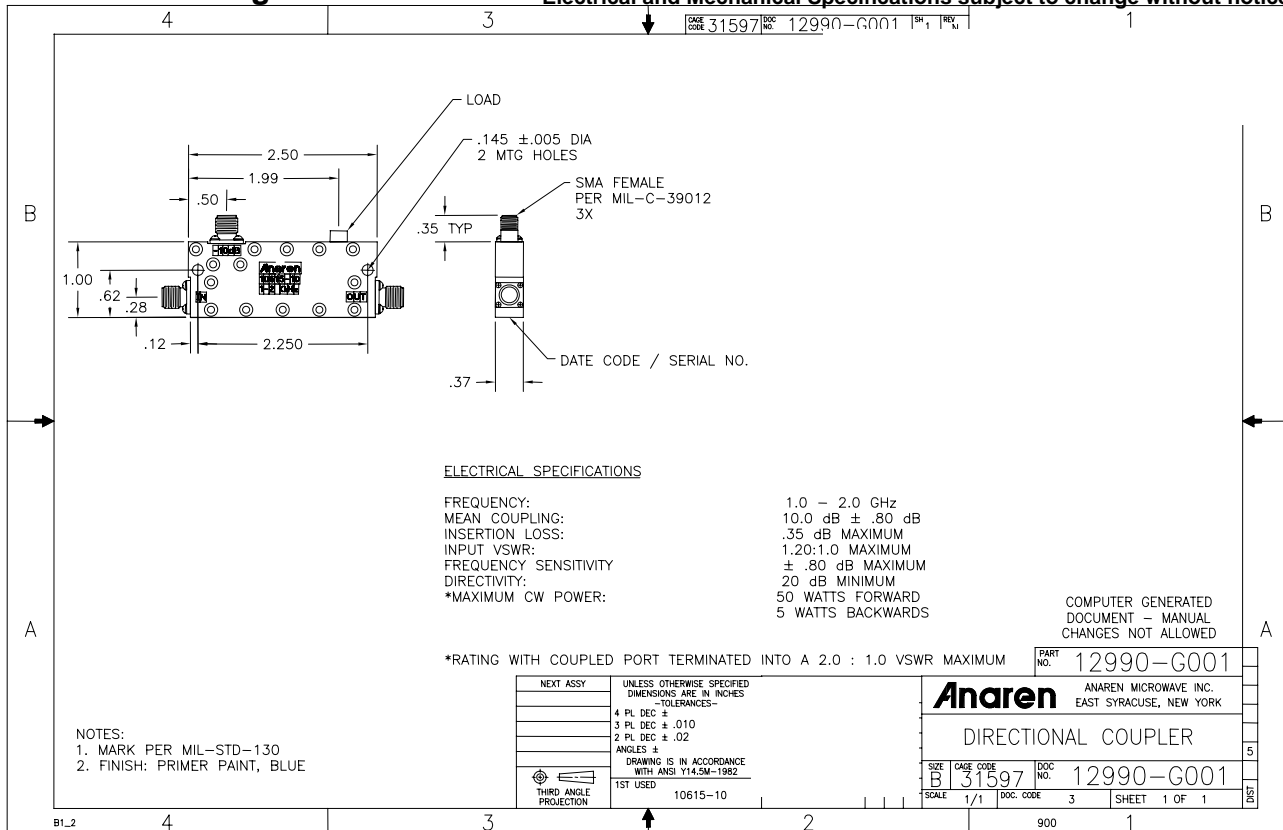 Electrical and Mechanical Specifications subject to change without notice
4 3 1
CAGE CODE 31597 DOC NO. 12990-G001 SH 1 REV N
LOAD
.145 ±.005 DIA
2 MTG HOLES
2.50
1.99
.50
SMA FEMALE
PER MIL-C-39012
3X
.35 TYP
B B
-10dB
Anaren
10615-10
1-2 GHz
IN OUT
1.00
.62
.28
.12 2.250
DATE CODE / SERIAL NO.
.37
ELECTRICAL SPECIFICATIONS
FREQUENCY: 1.0 - 2.0 GHz
MEAN COUPLING: 10.0 dB ± .80 dB
INSERTION LOSS: .35 dB MAXIMUM
INPUT VSWR: 1.20:1.0 MAXIMUM
FREQUENCY SENSITIVITY ± .80 dB MAXIMUM
DIRECTIVITY: 20 dB MINIMUM
*MAXIMUM CW POWER: 50 WATTS FORWARD
5 WATTS BACKWARDS
*RATING WITH COUPLED PORT TERMINATED INTO A 2.0 : 1.0 VSWR MAXIMUM
COMPUTER GENERATED
DOCUMENT - MANUAL
CHANGES NOT ALLOWED
A A
PART NO. 12990-G001
NOTES:
1. MARK PER MIL-STD-130
2. FINISH: PRIMER PAINT, BLUE
NEXT ASSY
THIRD ANGLE
PROJECTION
UNLESS OTHERWISE SPECIFIED
DIMENSIONS ARE IN INCHES
-TOLERANCES-
4 PL DEC ±
3 PL DEC ± .010
2 PL DEC ± .02
ANGLES ±
DRAWING IS IN ACCORDANCE
WITH ANSI Y14.5M-1982
1ST USED
10615-10
Anaren
ANAREN MICROWAVE INC.
EAST SYRACUSE, NEW YORK
DIRECTIONAL COUPLER
SIZE B CAGE CODE 31597 DOC NO. 12990-G001
SCALE 1/1 DOC. CODE 3 SHEET 1 OF 1
5
DIST
B1_2 4 3 2 900 1